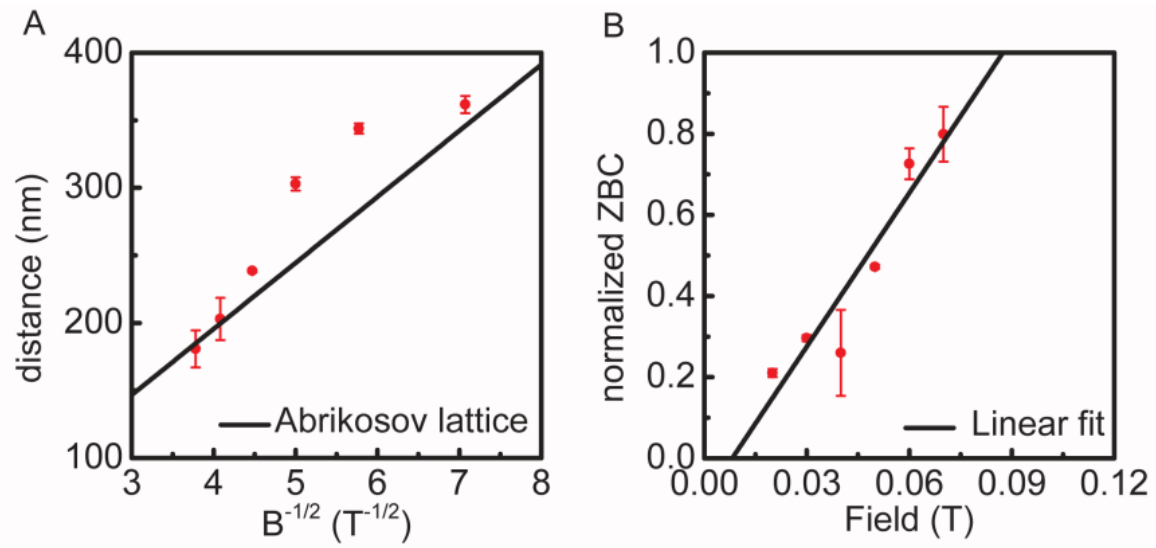 A
400
300
200
100
distance (nm)
Abrikosov lattice
3 4 5 6 7 8
B-1/2 (T-1/2)
B
1.0
0.8
0.6
0.4
0.2
0.0
normalized ZBC
Linear fit
0.00 0.03 0.06 0.09 0.12
Field (T)